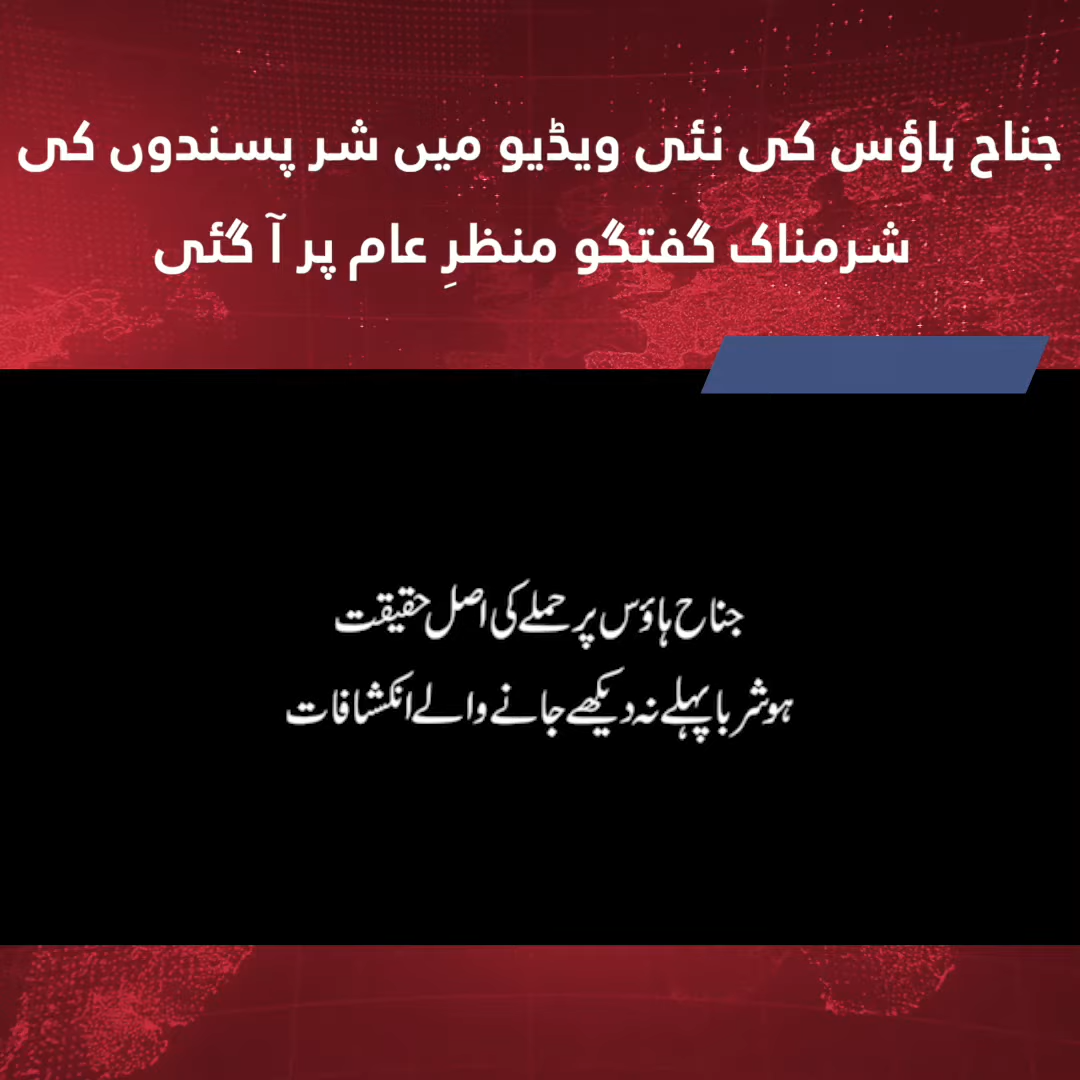 جناح ہاؤس کی نئی ویڈیو میں شر پسندوں کی
شرمناک گفتگو منظرِ عام پر آ گئی
جناح ہاؤس پر حملے کی اصل حقیقت
ہوشربا پہلے نہ دیکھے جانے والے انکشافات